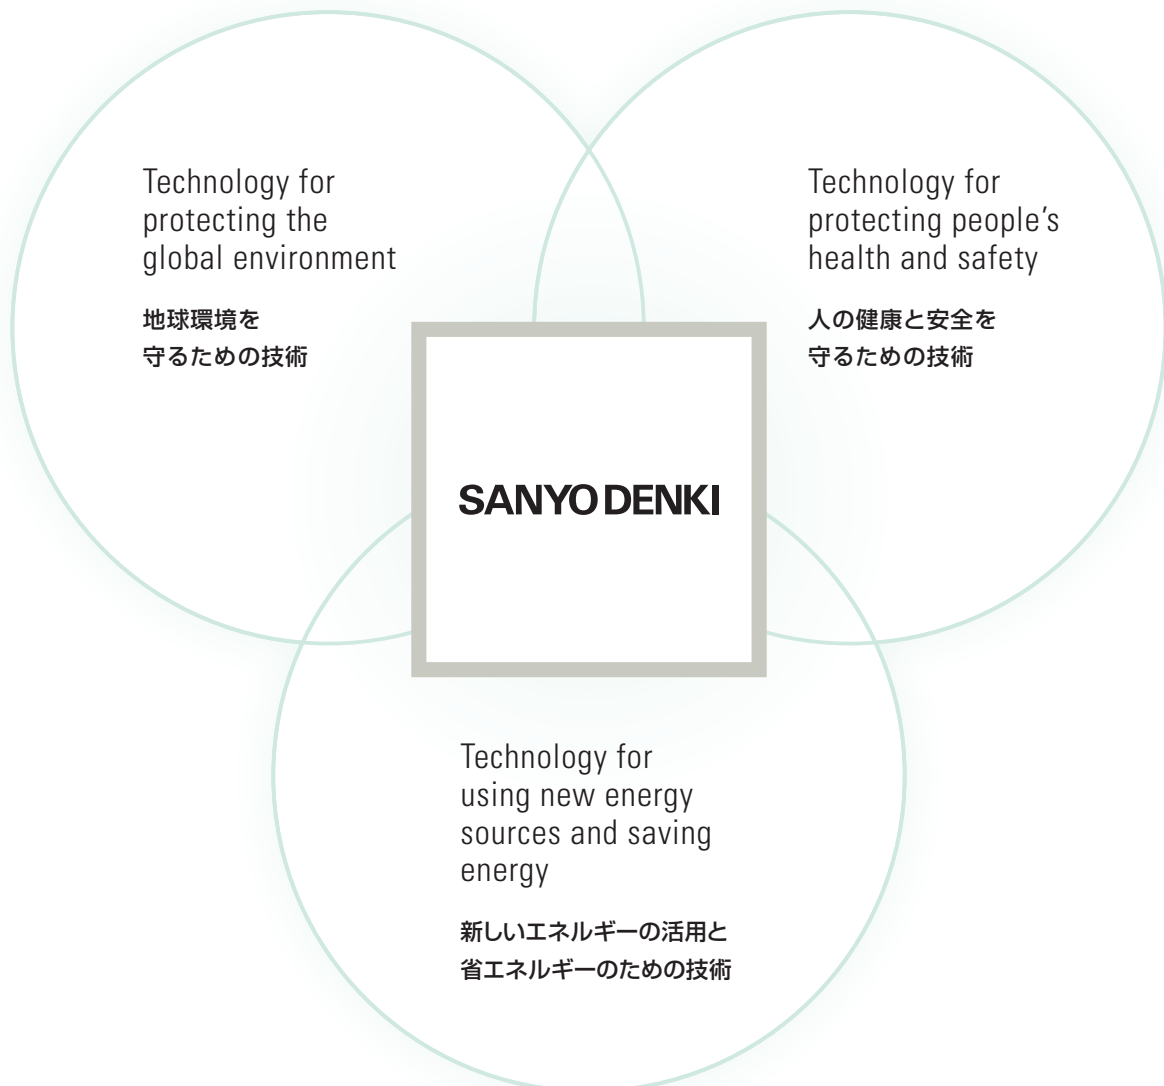 Technology for
protecting the
global environment
地球環境を
守るための技術
Technology for
protecting people’s
health and safety
人の健康と安全を
守るための技術
SANYO DENKI
Technology for
using new energy
sources and saving
energy
新しいエネルギーの活用と
省エネルギーのための技術